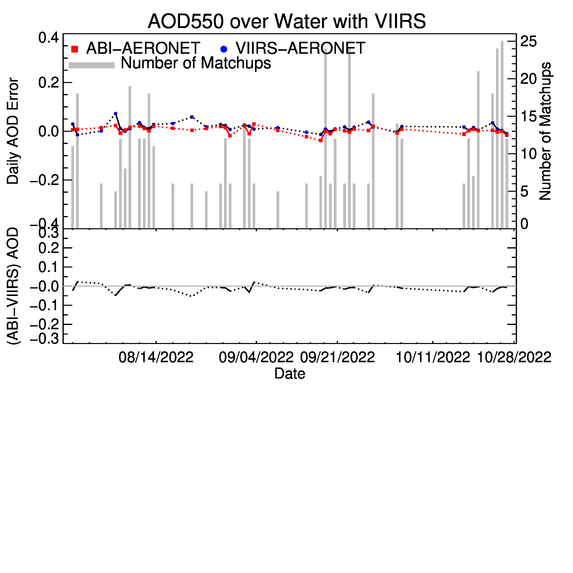 AOD550 over Water with VIIRS
ABI-AERONET VIIRS-AERONET
Number of Matchups
Daily AOD Error
0.4
0.2
0.0
-0.2
-0.4
25
20
15
10
5
0
Number of Matchups
(ABI-VIIRS) AOD
0.3
0.2
0.1
-0.0
-0.1
-0.2
-0.3
08/14/2022 09/04/2022 09/21/2022 10/11/2022 10/28/2022
Date